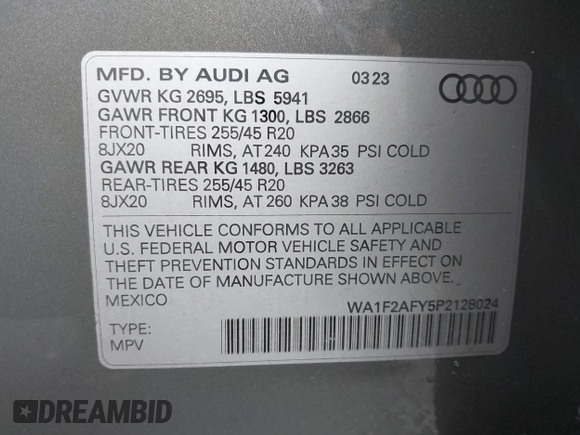 MFD. BY AUDI AG 03 23
GVWR KG 2695, LBS 5941
GAWR FRONT KG 1300, LBS 2866
FRONT-TIRES 255/45 R20
8JX20 RIMS, AT 240 KPA 35 PSI COLD
GAWR REAR KG 1480, LBS 3263
REAR-TIRES 255/45 R20
8JX20 RIMS, AT 260 KPA 38 PSI COLD
THIS VEHICLE CONFORMS TO ALL APPLICABLE
U.S. FEDERAL MOTOR VEHICLE SAFETY AND
THEFT PREVENTION STANDARDS IN EFFECT ON
THE DATE OF MANUFACTURE SHOWN ABOVE.
MEXICO
WA1F2AFY5P2128024
TYPE:
MPV
DREAMBID